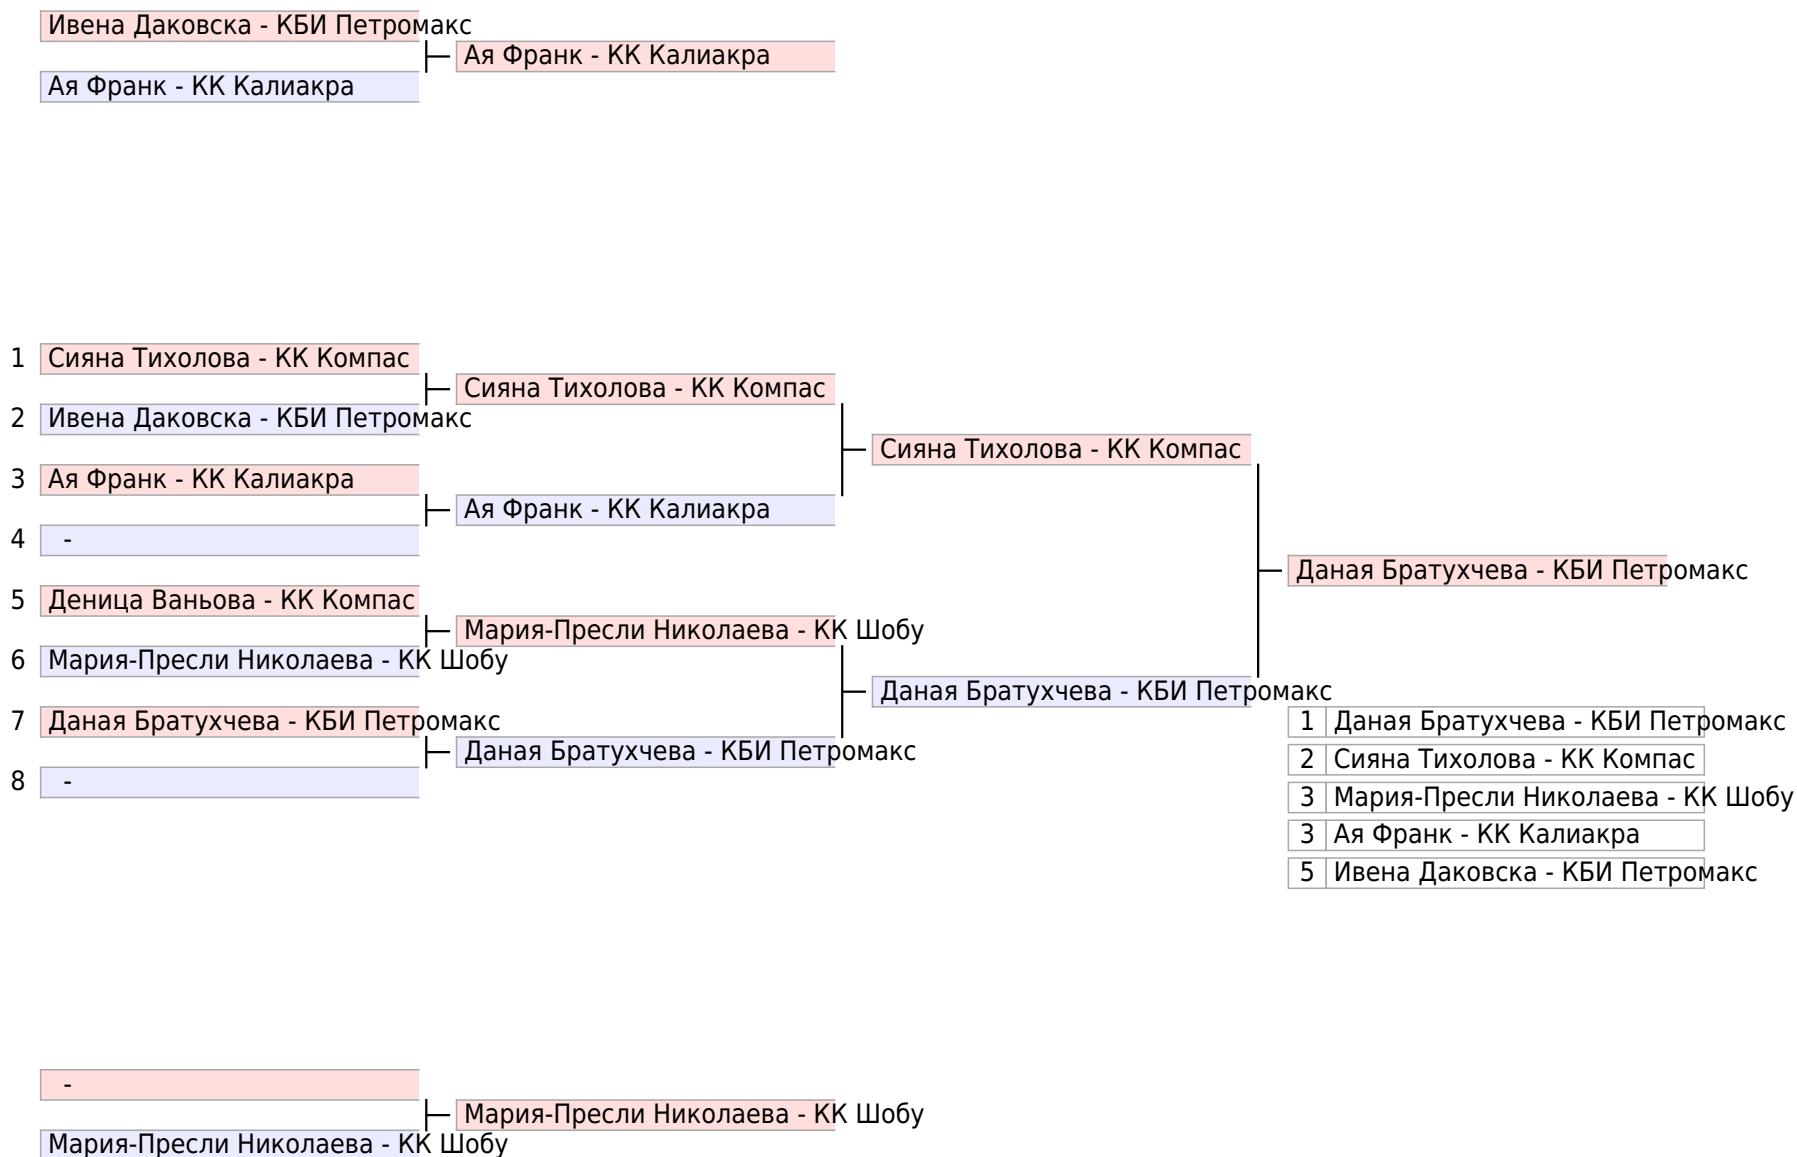 Ивена Даковска - КБИ Петромакс
Ая Франк - КК Калиакра
Ая Франк - КК Калиакра
1 Сияна Тихолова - КК Компас
Сияна Тихолова - КК Компас
2 Ивена Даковска - КБИ Петромакс
Сияна Тихолова - КК Компас
3 Ая Франк - КК Калиакра
Ая Франк - КК Калиакра
4 -
Даная Братухчева - КБИ Петромакс
5 Деница Ваньова - КК Компас
Мария-Пресли Николаева - КК Шобу
6 Мария-Пресли Николаева - КК Шобу
Даная Братухчева - КБИ Петромакс
7 Даная Братухчева - КБИ Петромакс
Даная Братухчева - КБИ Петромакс
8 -
1 Даная Братухчева - КБИ Петромакс
2 Сияна Тихолова - КК Компас
3 Мария-Пресли Николаева - КК Шобу
3 Ая Франк - КК Калиакра
5 Ивена Даковска - КБИ Петромакс
-
Мария-Пресли Николаева - КК Шобу
Мария-Пресли Николаева - КК Шобу